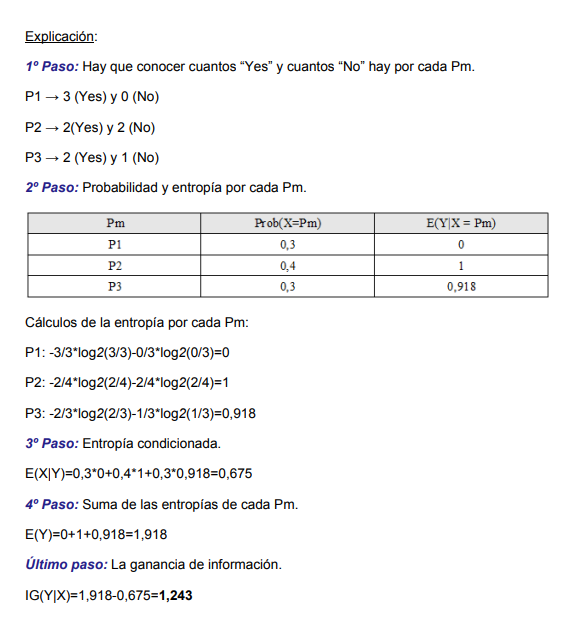 Explicación:
1º Paso: Hay que conocer cuantos “Yes” y cuantos “No” hay por cada Pm.
P1 → 3 (Yes) y 0 (No)
P2 → 2(Yes) y 2 (No)
P3 → 2 (Yes) y 1 (No)
2º Paso: Probabilidad y entropía por cada Pm.
Pm Prob(X=Pm) E(Y|X = Pm)
P1 0,3 0
P2 0,4 1
P3 0,3 0,918
Cálculos de la entropía por cada Pm:
P1: -3/3*log2(3/3)-0/3*log2(0/3)=0
P2: -2/4*log2(2/4)-2/4*log2(2/4)=1
P3: -2/3*log2(2/3)-1/3*log2(1/3)=0,918
3º Paso: Entropía condicionada.
E(X|Y)=0,3*0+0,4*1+0,3*0,918=0,675
4º Paso: Suma de las entropías de cada Pm.
E(Y)=0+1+0,918=1,918
Último paso: La ganancia de información.
IG(Y|X)=1,918-0,675=1,243